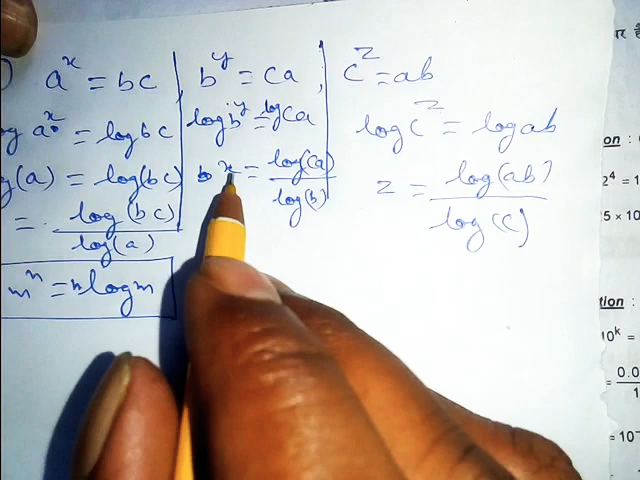 ) a^x = bc , b^y = ca , c^z = ab
log a^x = log bc
log b^y = log ca
log c^z = log ab
(a) = log(bc)
= log(bc) / log(a)
= log(ca) / log(b)
z = log(ab) / log(c)
m^n = n log m
on :
2^4 = 1
5 × 10
tion :
10^k =
= 0.0 / 1
= 10^-